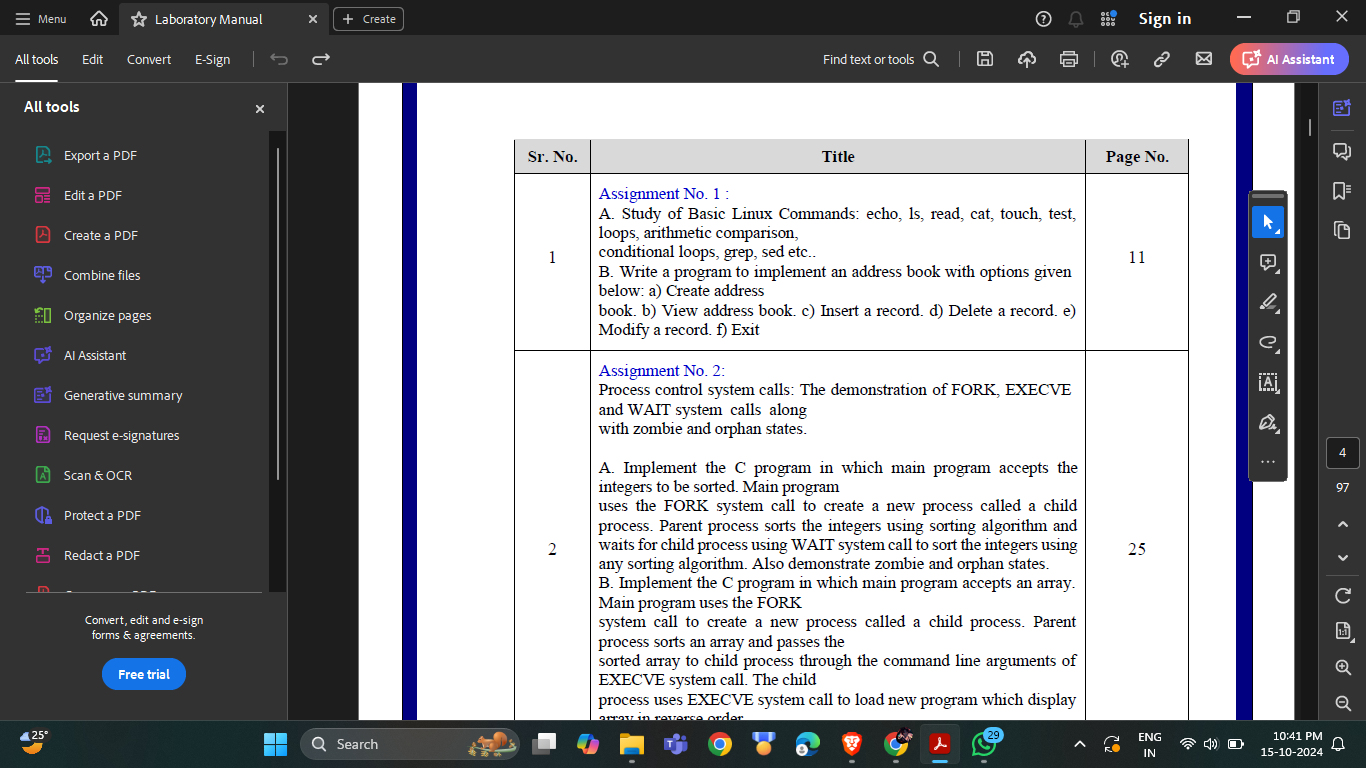 Menu
Laboratory Manual
Create
Sign in
All tools
Edit
Convert
E-Sign
Find text or tools
AI Assistant
All tools
Export a PDF
Edit a PDF
Create a PDF
Combine files
Organize pages
AI Assistant
Generative summary
Request e-signatures
Scan & OCR
Protect a PDF
Redact a PDF
Convert, edit and e-sign
forms & agreements.
Free trial
Sr. No. Title Page No.
1
Assignment No. 1 :
A. Study of Basic Linux Commands: echo, ls, read, cat, touch, test,
loops, arithmetic comparison,
conditional loops, grep, sed etc..
B. Write a program to implement an address book with options given
below: a) Create address
book. b) View address book. c) Insert a record. d) Delete a record. e)
Modify a record. f) Exit
11
2
Assignment No. 2:
Process control system calls: The demonstration of FORK, EXECVE
and WAIT system calls along
with zombie and orphan states.
A. Implement the C program in which main program accepts the
integers to be sorted. Main program
uses the FORK system call to create a new process called a child
process. Parent process sorts the integers using sorting algorithm and
waits for child process using WAIT system call to sort the integers using
any sorting algorithm. Also demonstrate zombie and orphan states.
B. Implement the C program in which main program accepts an array.
Main program uses the FORK
system call to create a new process called a child process. Parent
process sorts an array and passes the
sorted array to child process through the command line arguments of
EXECVE system call. The child
process uses EXECVE system call to load new program which display
array in reverse order
25
4
97
1:1
25°
Search
29
ENG
IN
10:41 PM
15-10-2024